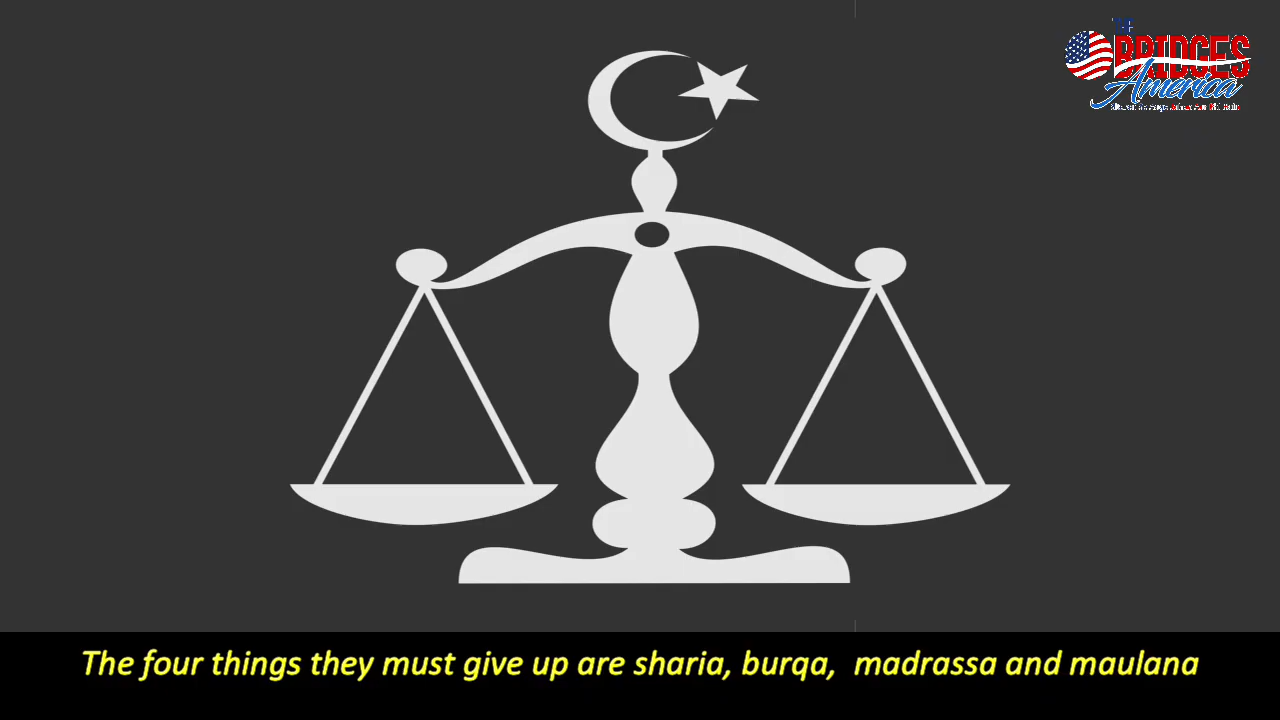 BRIDGES
America
The four things they must give up are sharia, burqa, madrassa and maulana